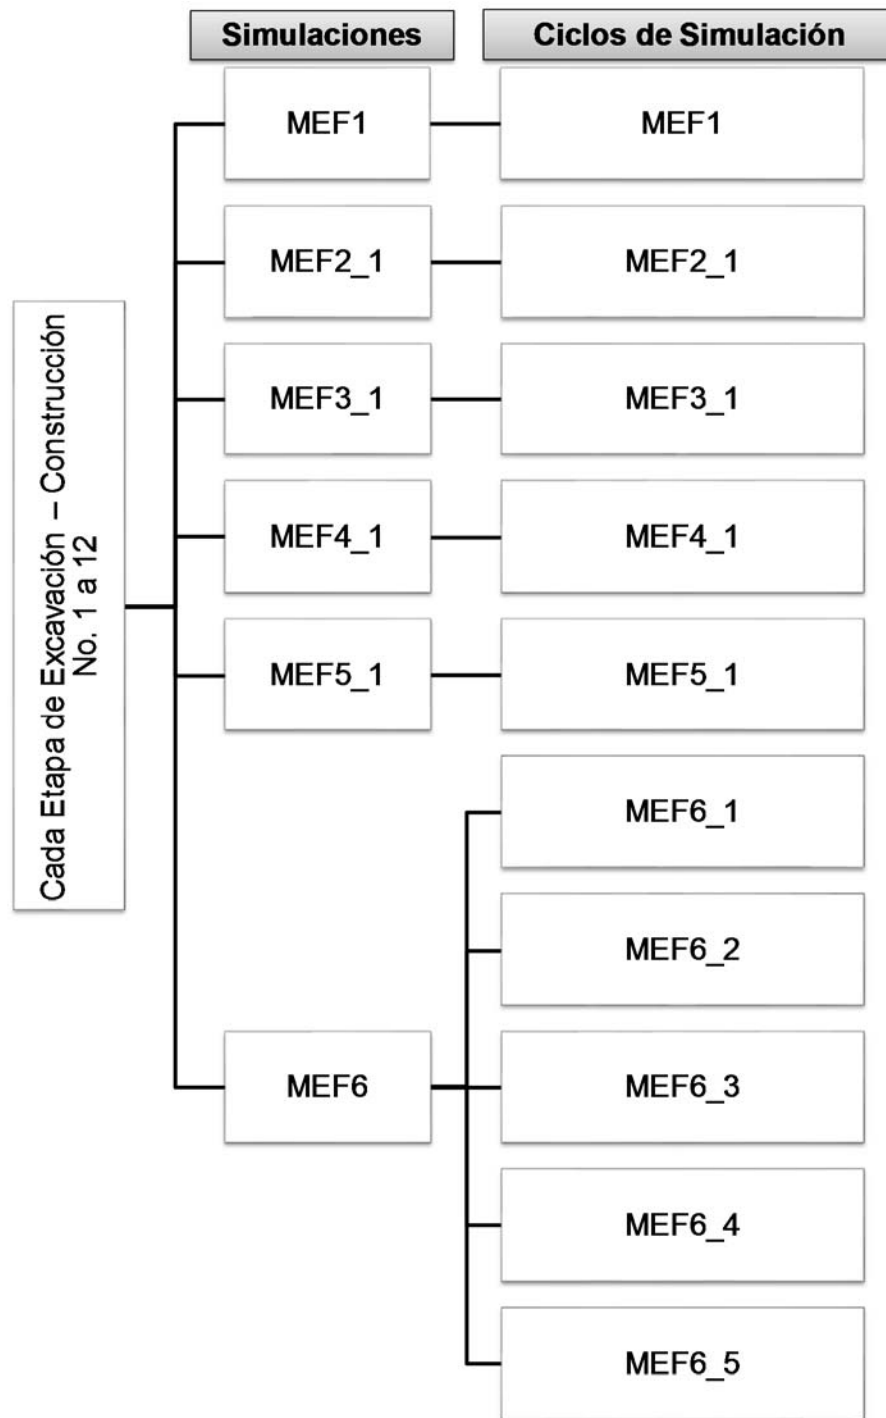 Simulaciones
Ciclos de Simulación
Cada Etapa de Excavación – Construcción
No. 1 a 12
MEF1
MEF1
MEF2_1
MEF2_1
MEF3_1
MEF3_1
MEF4_1
MEF4_1
MEF5_1
MEF5_1
MEF6
MEF6_1
MEF6_2
MEF6_3
MEF6_4
MEF6_5